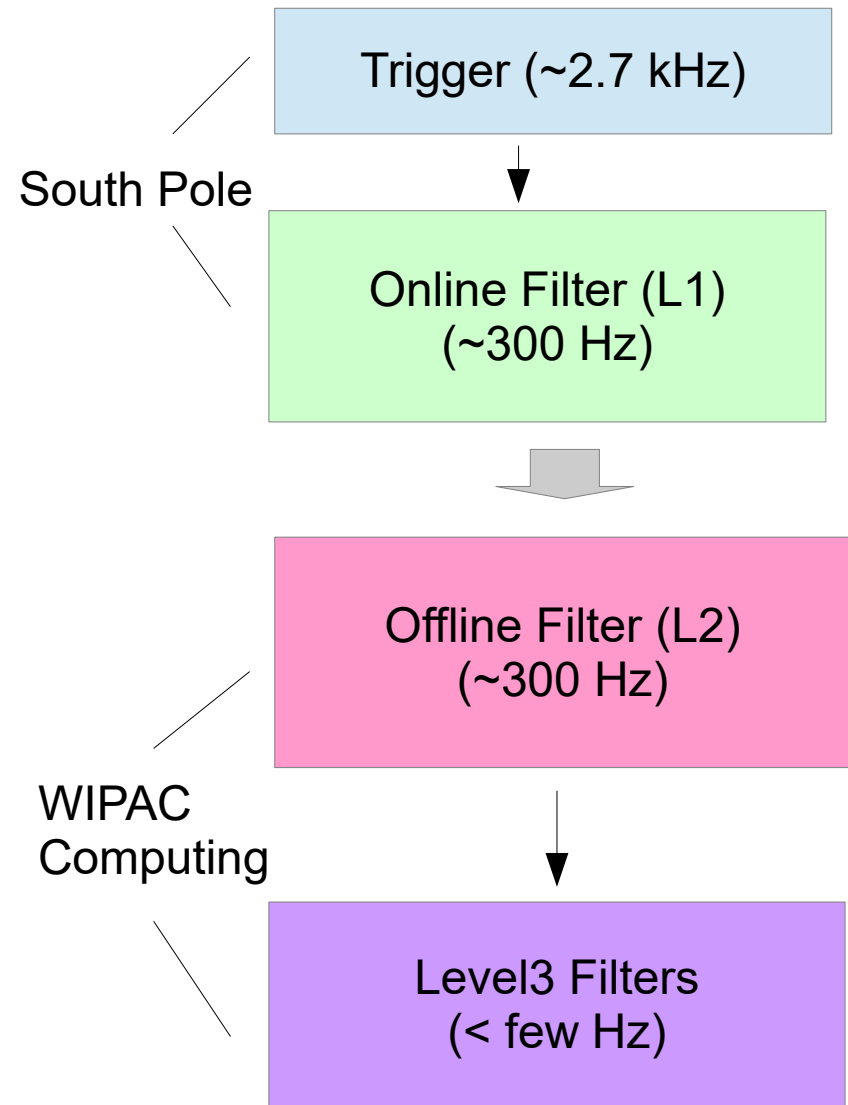 Trigger (~2.7 kHz)
South Pole
Online Filter (L1)
(~300 Hz)
Offline Filter (L2)
(~300 Hz)
WIPAC
Computing
Level3 Filters
(< few Hz)